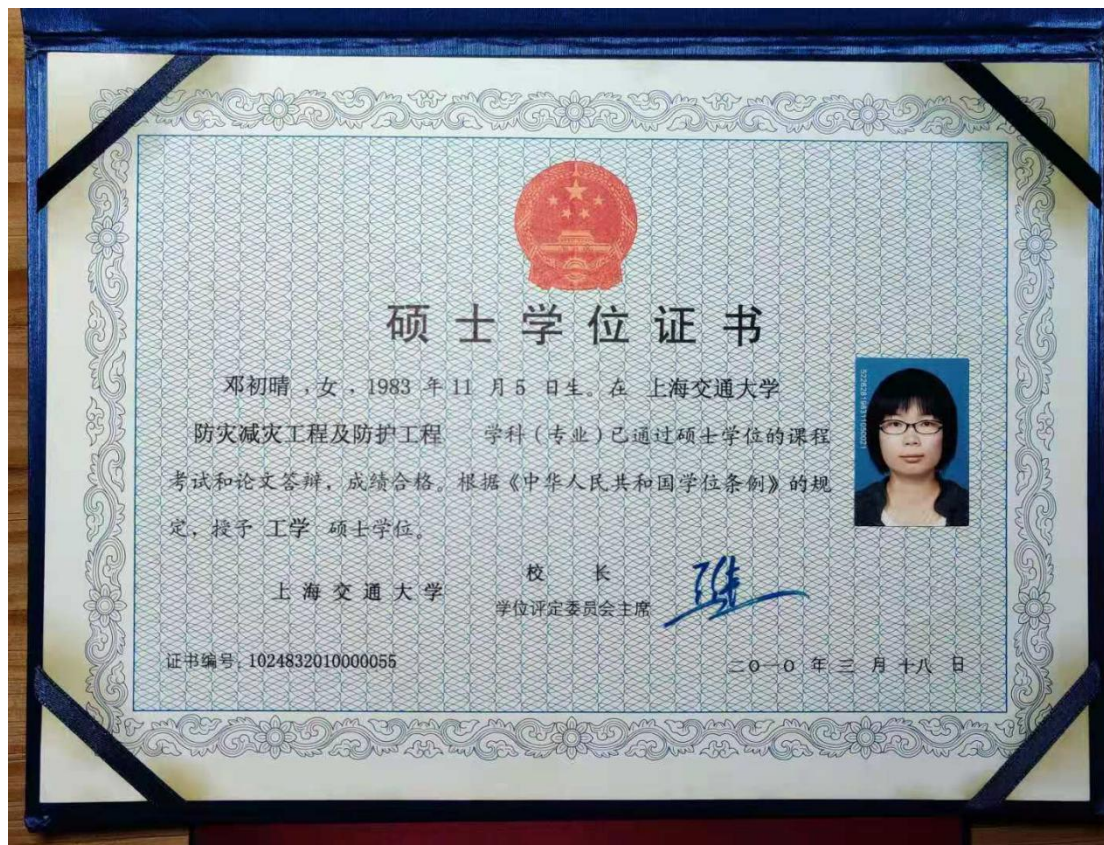 硕士学位证书
邓初晴，女，1983年11月5日生。在 上海交通大学
防灾减灾工程及防护工程 学科（专业）已通过硕士学位的课程
考试和论文答辩，成绩合格。根据《中华人民共和国学位条例》的规
定，授予 工学 硕士学位。
上海交通大学
校长
学位评定委员会主席
证书编号：1024832010000055
二〇一〇年三月十八日